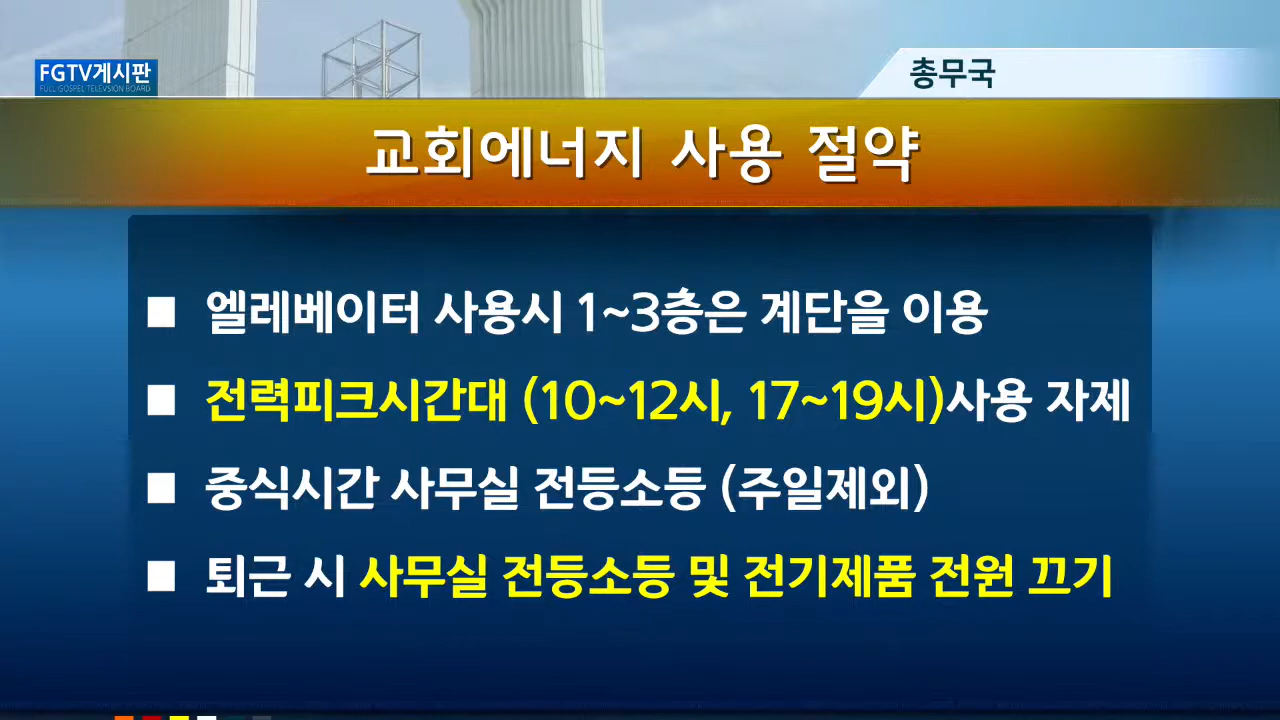 FGTV게시판
FULL GOSPEL TELEVSION BOARD
총무국
교회에너지 사용 절약
■ 엘레베이터 사용시 1~3층은 계단을 이용
■ 전력피크시간대 (10~12시, 17~19시)사용 자제
■ 중식시간 사무실 전등소등 (주일제외)
■ 퇴근 시 사무실 전등소등 및 전기제품 전원 끄기